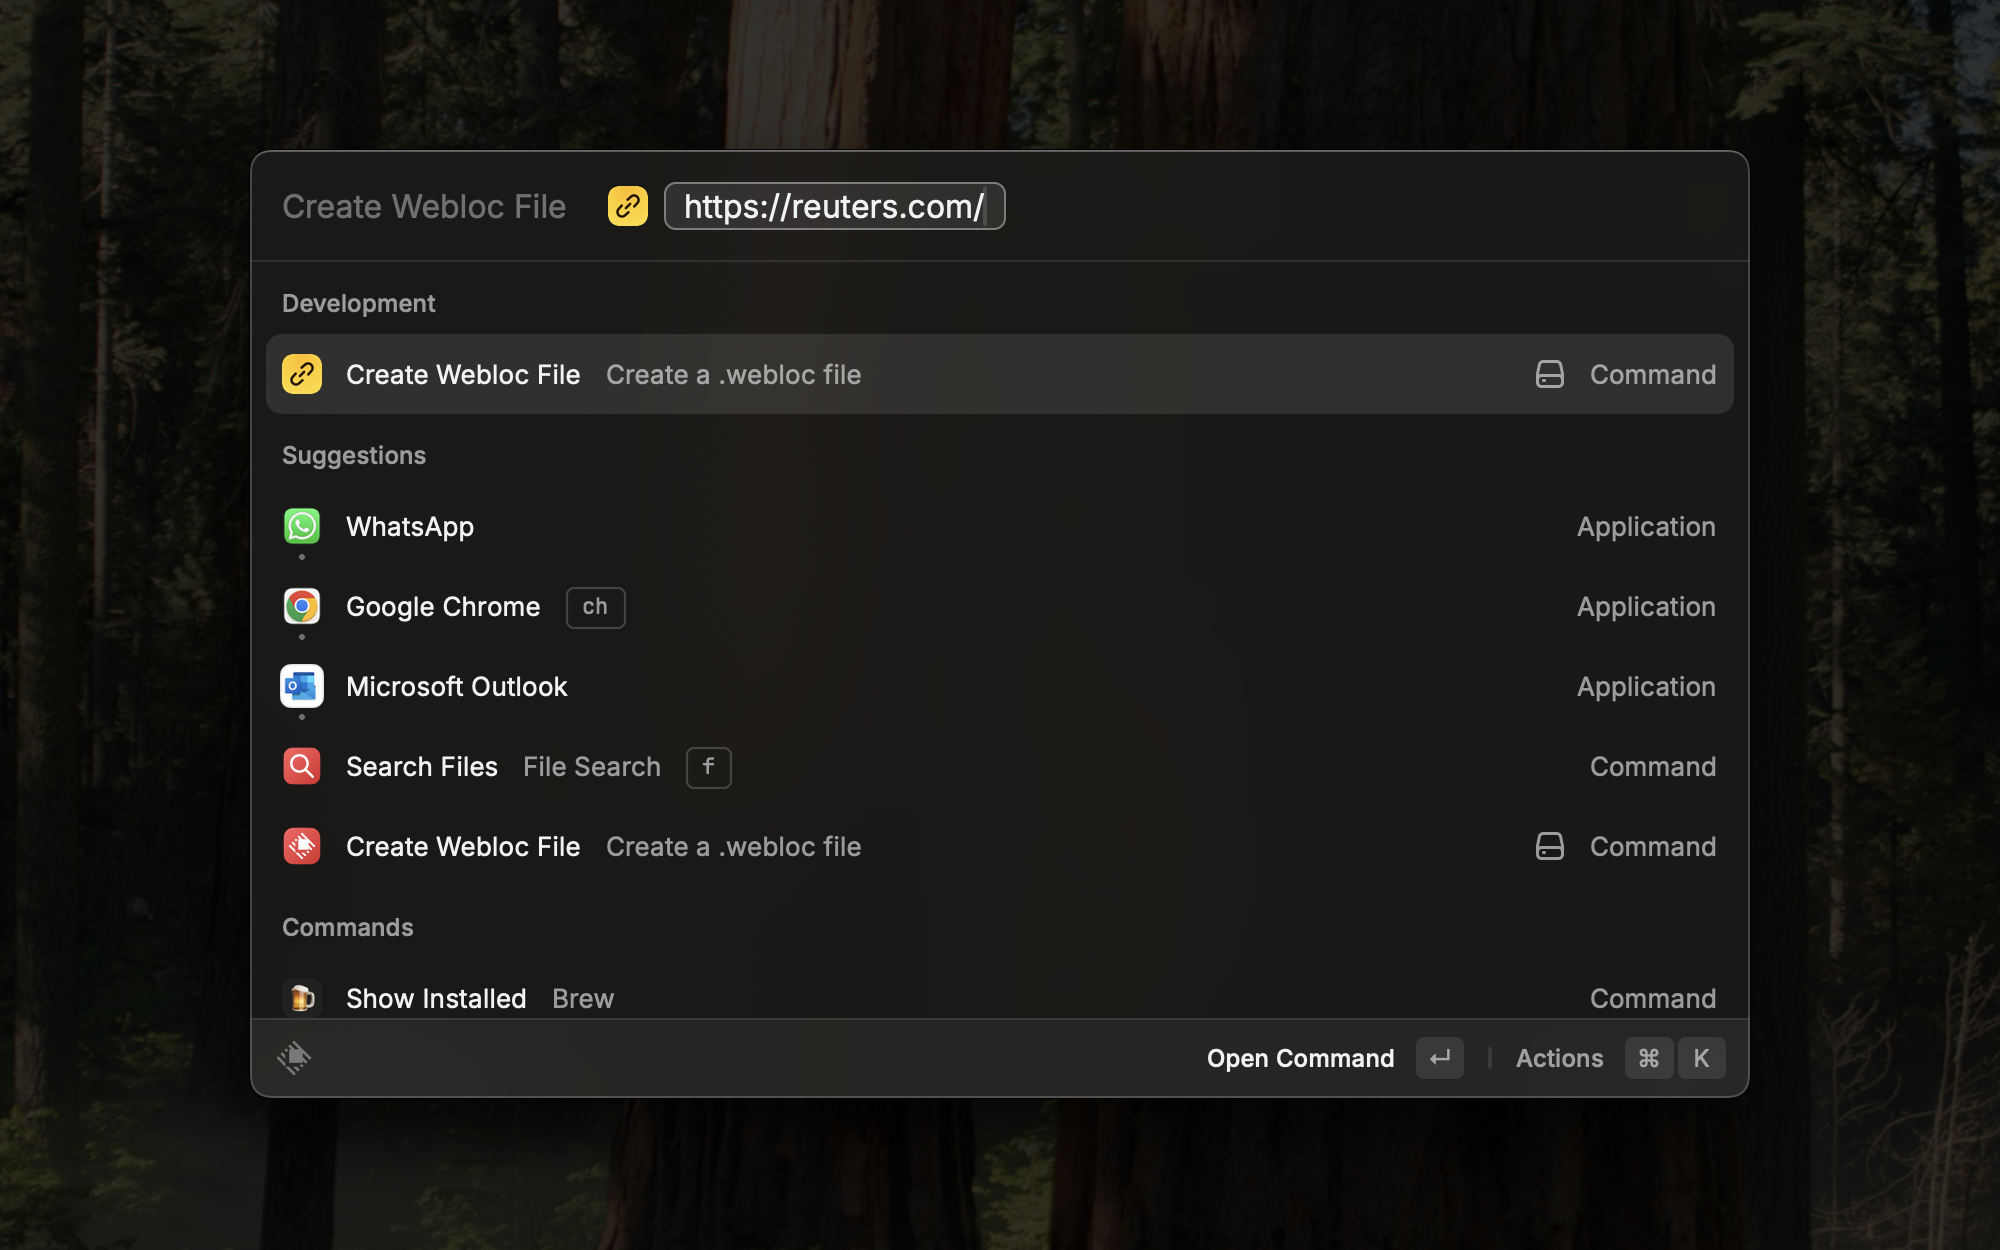 Create Webloc File https://reuters.com/
Development
Create Webloc File Create a .webloc file Command
Suggestions
WhatsApp Application
Google Chrome ch Application
Microsoft Outlook Application
Search Files File Search f Command
Create Webloc File Create a .webloc file Command
Commands
Show Installed Brew Command
Open Command ↵ Actions ⌘ K